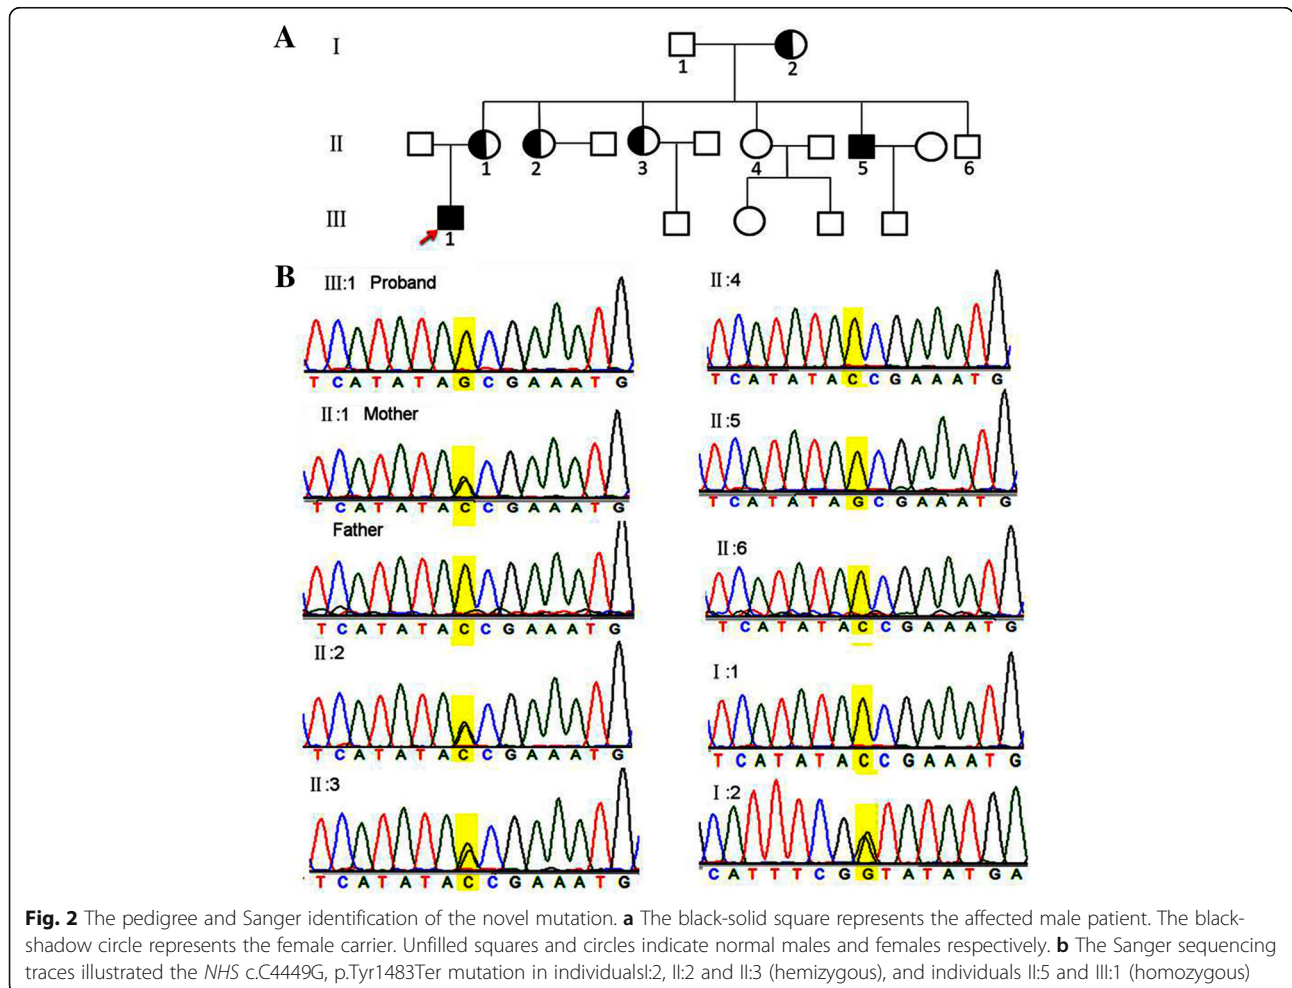 A
I
1
2
II
1
2
3
4
5
6
III
1
B
III:1 Proband
T C A T A T A G C G A A A T G
II:1 Mother
T C A T A T A C C G A A A T G
Father
T C A T A T A C C G A A A T G
II:2
T C A T A T A C C G A A A T G
II:3
T C A T A T A C C G A A A T G
II:4
T C A T A T A C C G A A A T G
II:5
T C A T A T A G C G A A A T G
II:6
T C A T A T A C C G A A A T G
I:1
T C A T A T A C C G A A A T G
I:2
C A T T T C G G T A T A T G A
Fig. 2 The pedigree and Sanger identification of the novel mutation. a The black-solid square represents the affected male patient. The black-
shadow circle represents the female carrier. Unfilled squares and circles indicate normal males and females respectively. b The Sanger sequencing
traces illustrated the NHS c.C4449G, p.Tyr1483Ter mutation in individualsI:2, II:2 and II:3 (hemizygous), and individuals II:5 and III:1 (homozygous)